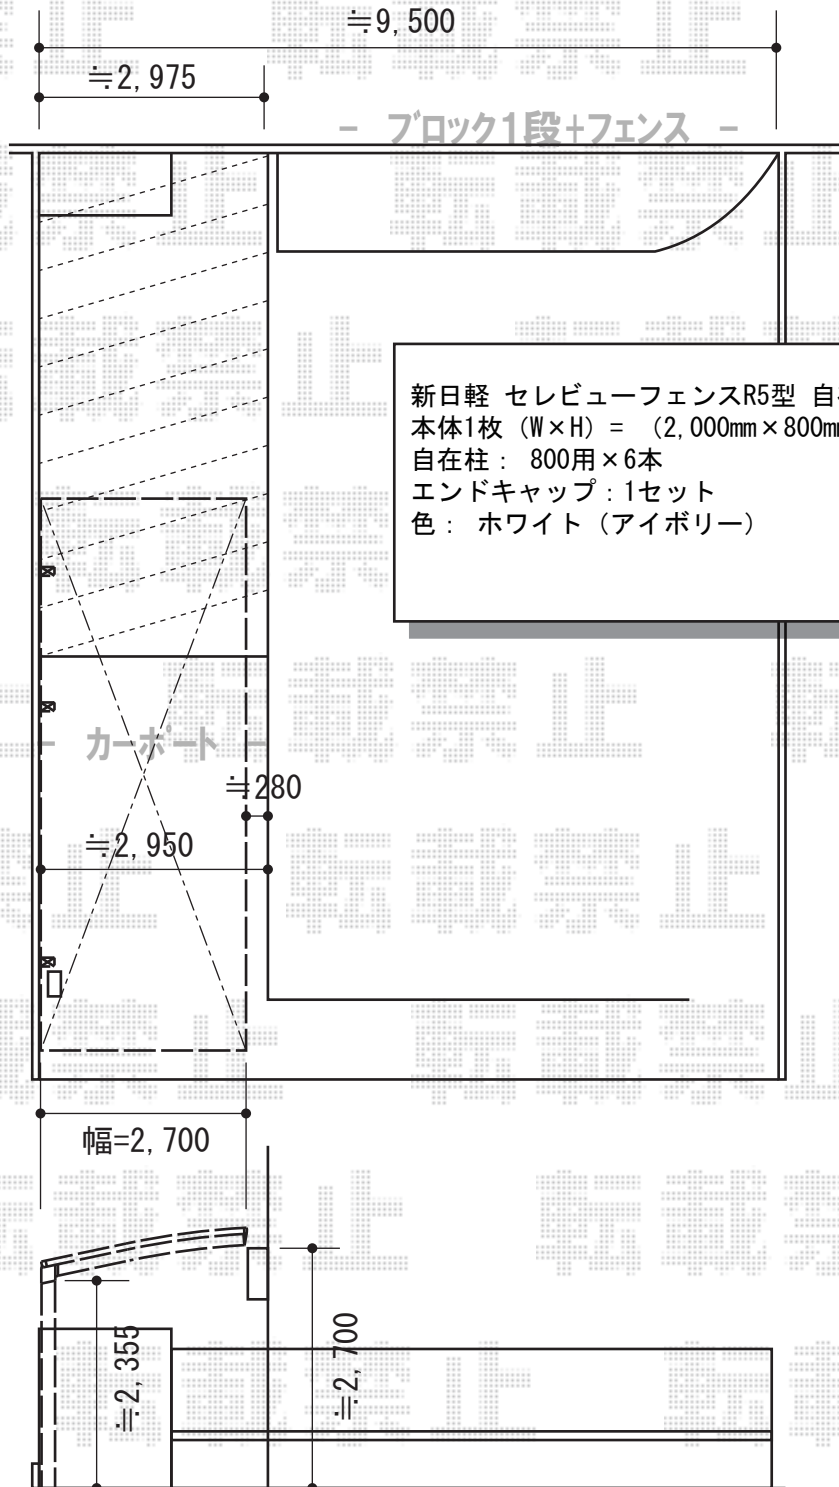 ≒9,500
≒2,975
- ブロック1段+フェンス -
新日軽 セレビューフェンスR5型 自
本体1枚 (W×H) = (2,000mm×800m
自在柱: 800用×6本
エンドキャップ:1セット
色: ホワイト(アイボリー)
- カーポート -
≒280
≒2,950
幅=2,700
≒2,355
≒2,700
転載禁止